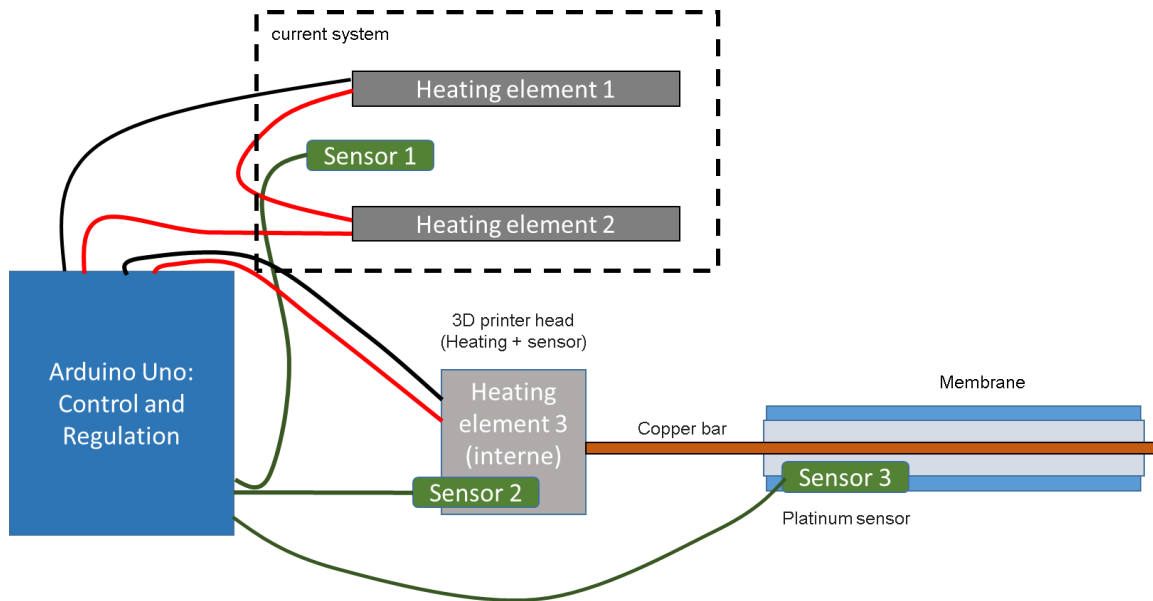 current system
Heating element 1
Sensor 1
Heating element 2
3D printer head
(Heating + sensor)
Arduino Uno:
Control and
Regulation
Heating
element 3
(interne)
Sensor 2
Copper bar
Membrane
Sensor 3
Platinum sensor